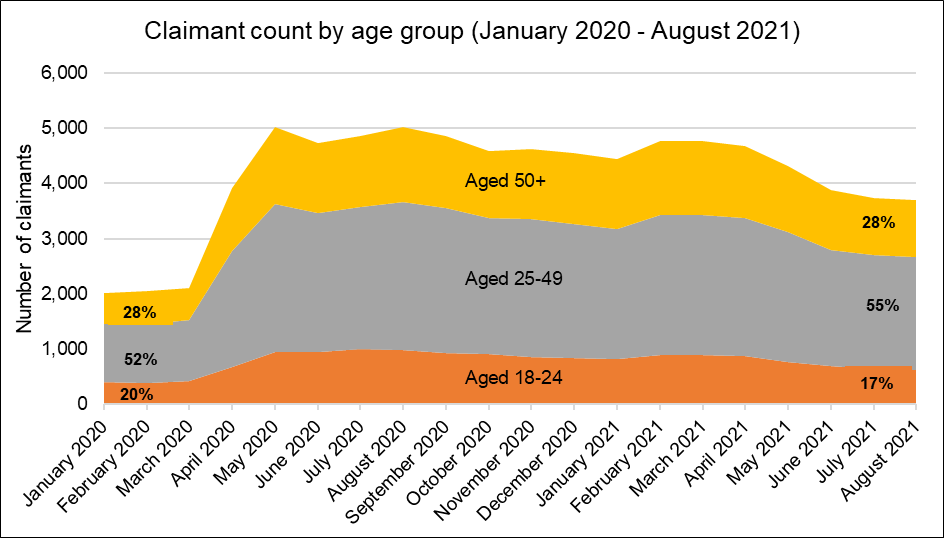 Claimant count by age group (January 2020 - August 2021)
Number of claimants
6,000
5,000
4,000
3,000
2,000
1,000
0
Aged 50+
Aged 25-49
Aged 18-24
28%
52%
20%
28%
55%
17%
January 2020
February 2020
March 2020
April 2020
May 2020
June 2020
July 2020
August 2020
September 2020
October 2020
November 2020
December 2020
January 2021
February 2021
March 2021
April 2021
May 2021
June 2021
July 2021
August 2021